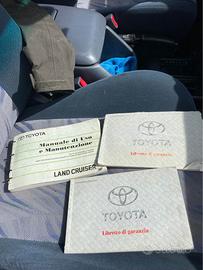 TOYOTA
Manuale di Uso
e Manutenzione
LAND CRUISER
TOYOTA
Libretto di garanzia
TOYOTA
Libretto di garanzia